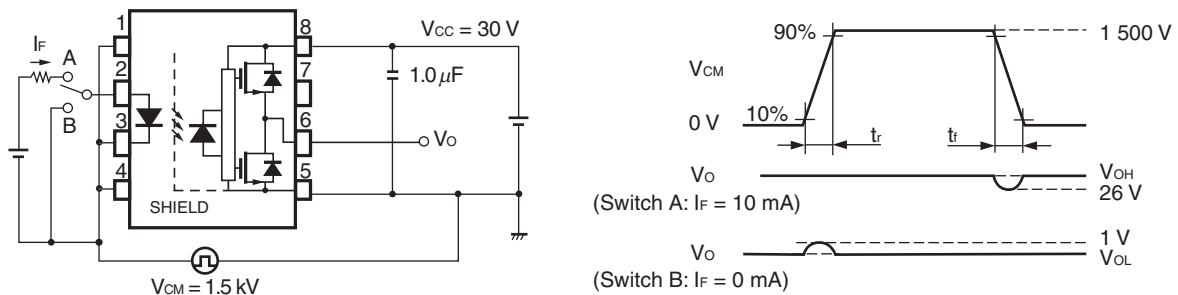 1
8
VCC = 30 V
IF
A
2
7
1.0 μF
B
3
6
VO
4
5
SHIELD
VCM = 1.5 kV
90%
1 500 V
VCM
10%
0 V
tr
tf
VO
VOH
26 V
(Switch A: IF = 10 mA)
1 V
VO
VOL
(Switch B: IF = 0 mA)